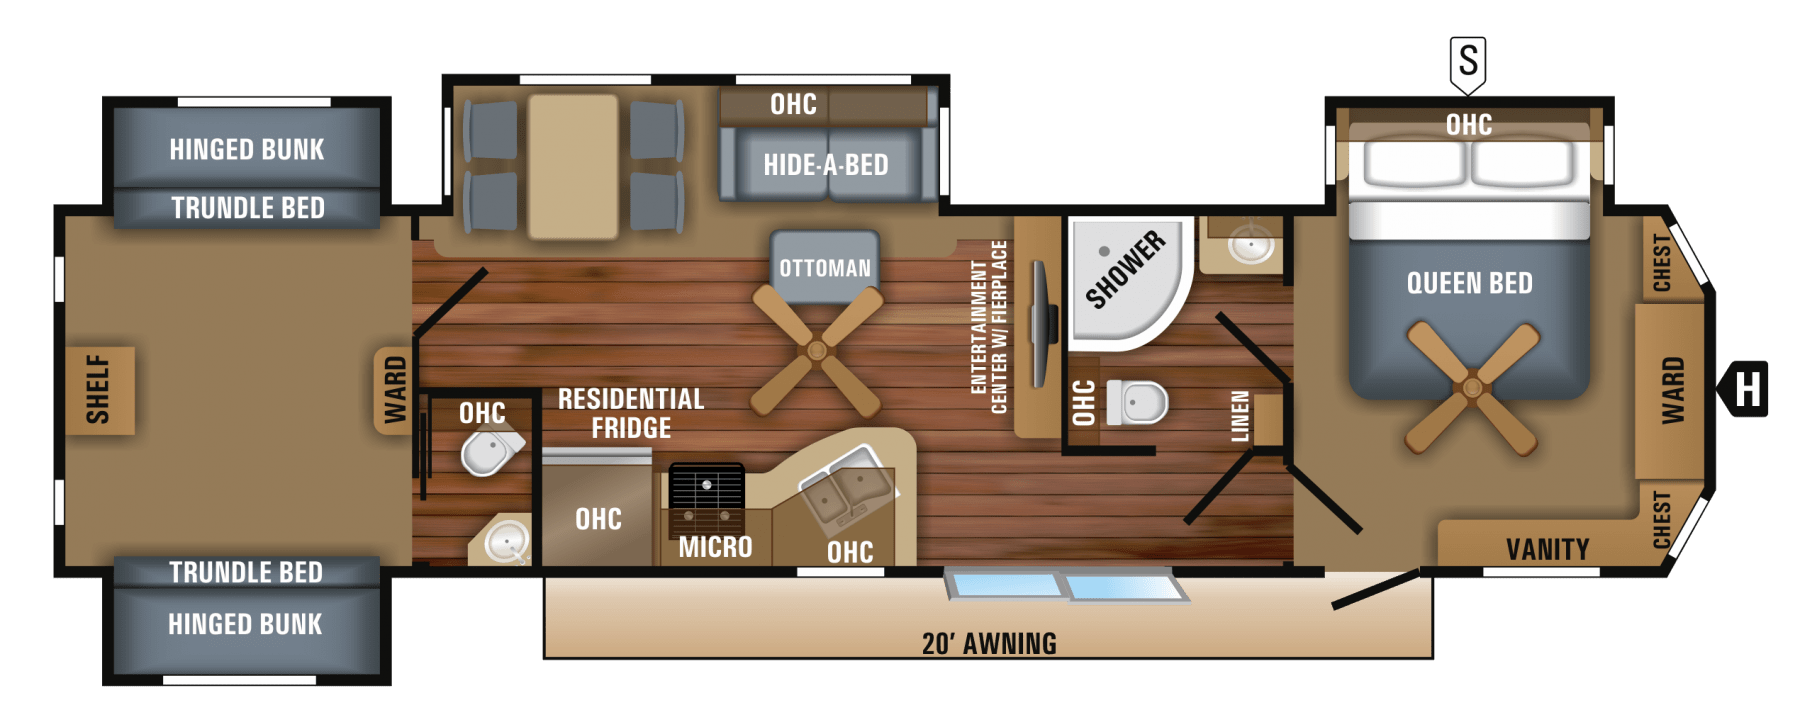 S
HINGED BUNK
TRUNDLE BED
OHC
HIDE-A-BED
OHC
OTTOMAN
SHOWER
QUEEN BED
CHEST
ENTERTAINMENT
CENTER W/ FIERPLACE
SHELF
WARD
OHC
RESIDENTIAL
FRIDGE
OHC
LINEN
WARD
H
OHC
MICRO
OHC
VANITY
CHEST
TRUNDLE BED
HINGED BUNK
20' AWNING